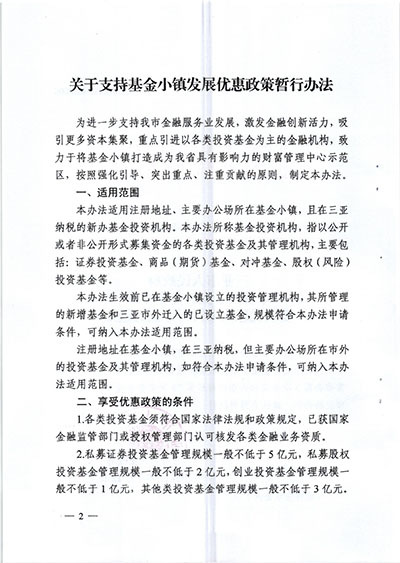 关于支持基金小镇发展优惠政策暂行办法
为进一步支持我市金融服务业发展，激发金融创新活力，吸
引更多资本集聚，重点引进以各类投资基金为主的金融机构，致
力于将基金小镇打造成为我省具有影响力的财富管理中心示范
区，按照强化引导、突出重点、注重贡献的原则，制定本办法。
一、适用范围
本办法适用注册地址、主要办公场所在基金小镇，且在三亚
纳税的新办基金投资机构。本办法所称基金投资机构，指以公开
或者非公开形式募集资金的各类投资基金及其管理机构，主要包
括：证券投资基金、商品（期货）基金、对冲基金、股权（风险）
投资基金等。
本办法生效前已在基金小镇设立的投资管理机构，其所管理
的新增基金和三亚市外迁入的已设立基金，规模符合本办法申请
条件，可纳入本办法适用范围。
注册地址在基金小镇，在三亚纳税，但主要办公场所在市外
的投资基金及其管理机构，如符合本办法申请条件，可纳入本办
法适用范围。
二、享受优惠政策的条件
1.各类投资基金须符合国家法律法规和政策规定，已获国家
金融监管部门或授权管理部门认可核发各类金融业务资质。
2.私募证券投资基金管理规模一般不低于5亿元，私募股权
投资基金管理规模一般不低于2亿元，创业投资基金管理规模一
般不低于1亿元，其他类投资基金管理规模一般不低于3亿元。
— 2 —